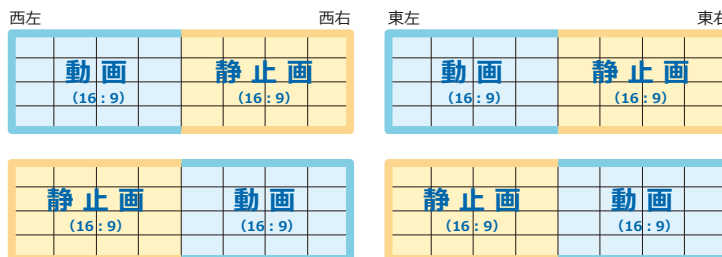 西左 西右 東左 東右
動画 静止画 動画 静止画
(16:9) (16:9) (16:9) (16:9)
静止画 動画 静止画 動画
(16:9) (16:9) (16:9) (16:9)